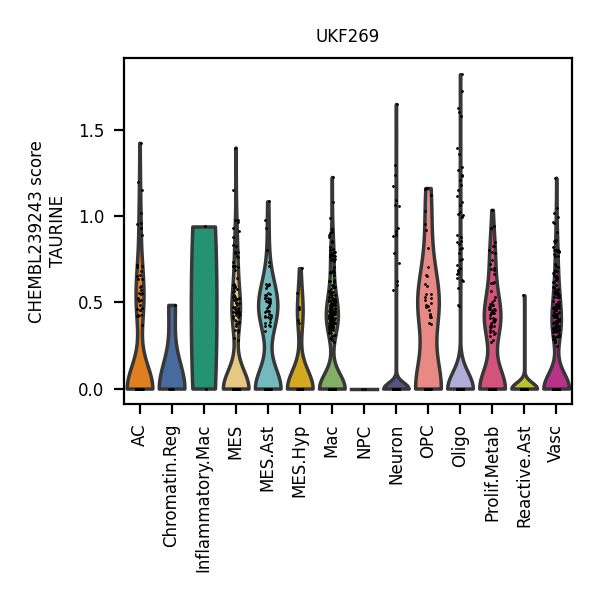 UKF269
CHEMBL239243 score
TAURINE
1.5
1.0
0.5
0.0
AC
Chromatin.Reg
Inflammatory.Mac
MES
MES.Ast
MES.Hyp
Mac
NPC
Neuron
OPC
Oligo
Prolif.Metab
Reactive.Ast
Vasc